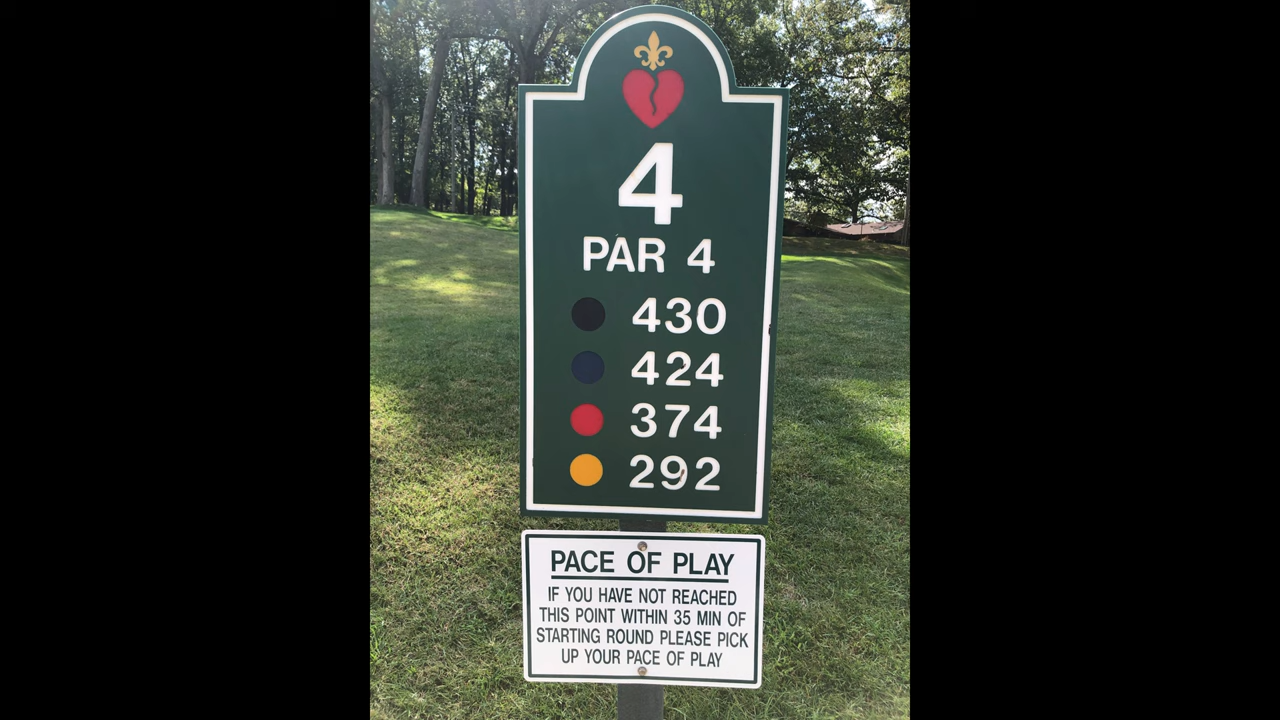 4
PAR 4
430
424
374
292
PACE OF PLAY
IF YOU HAVE NOT REACHED
THIS POINT WITHIN 35 MIN OF
STARTING ROUND PLEASE PICK
UP YOUR PACE OF PLAY